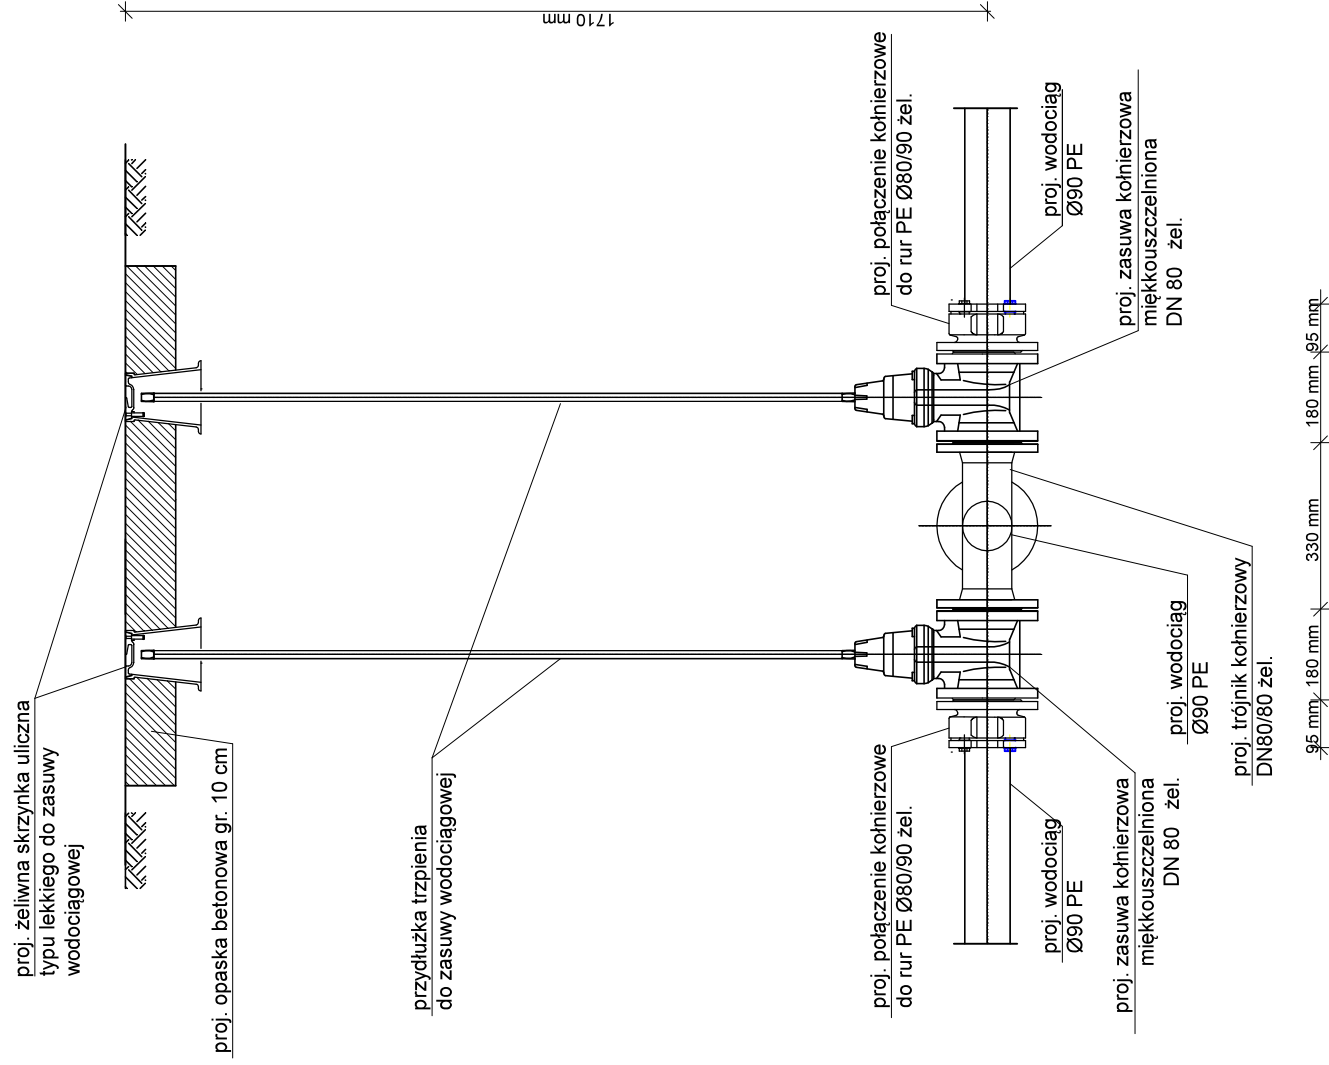 proj. żeliwna skrzynka uliczna
typu lekkiego do zasuwy
wodociągowej
proj. opaska betonowa gr. 10 cm
przydłużka trzpienia
do zasuwy wodociągowej
proj. połączenie kołnierzowe
do rur PE Ø80/90 żel.
proj. wodociąg
Ø90 PE
proj. zasuwa kołnierzowa
miękkouszczelniona
DN 80 żel.
proj. wodociąg
Ø90 PE
proj. trójnik kołnierzowy
DN80/80 żel.
proj. połączenie kołnierzowe
do rur PE Ø80/90 żel.
proj. wodociąg
Ø90 PE
proj. zasuwa kołnierzowa
miękkouszczelniona
DN 80 żel.
95 mm
180 mm
330 mm
180 mm
95 mm
1710 mm